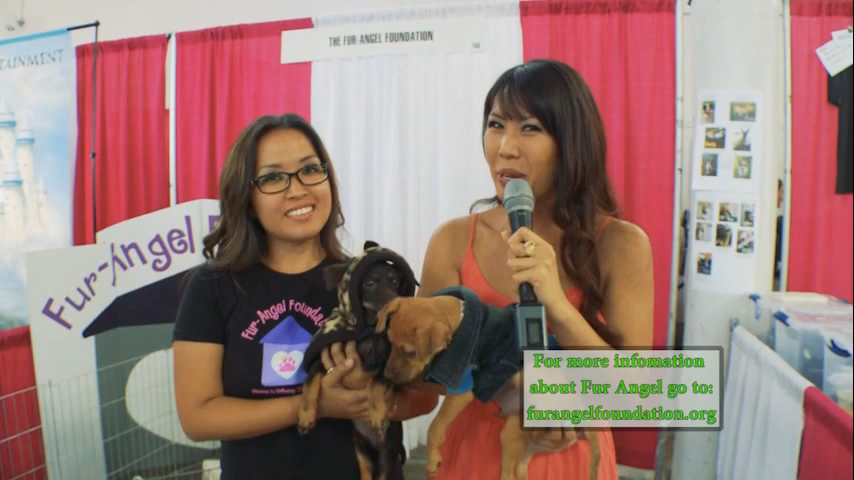 TAINMENT
THE FUR-ANGEL FOUNDATION
Fur-Angel
Fur-Angel Foundation
For more infomation
about Fur Angel go to:
furangelfoundation.org